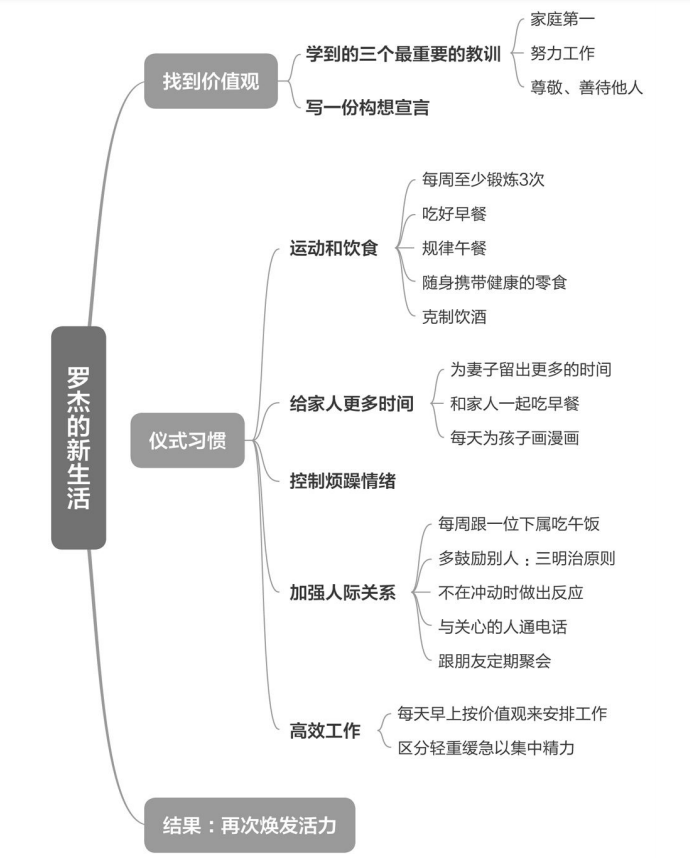 罗杰的新生活
找到价值观
学到的三个最重要的教训
家庭第一
努力工作
尊敬、善待他人
写一份构想宣言
仪式习惯
运动和饮食
每周至少锻炼3次
吃好早餐
规律午餐
随身携带健康的零食
克制饮酒
给家人更多时间
为妻子留出更多的时间
和家人一起吃早餐
每天为孩子画漫画
控制烦躁情绪
加强人际关系
每周跟一位下属吃午饭
多鼓励别人：三明治原则
不在冲动时做出反应
与关心的人通电话
跟朋友定期聚会
高效工作
每天早上按价值观来安排工作
区分轻重缓急以集中精力
结果：再次焕发活力